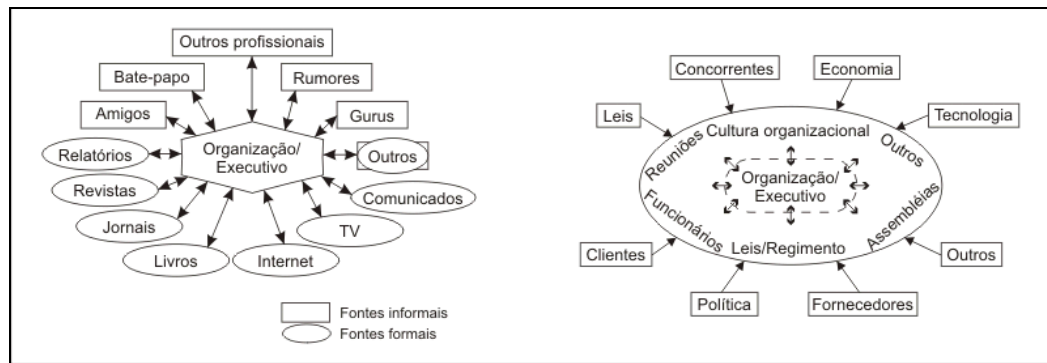 Outros profissionais
Bate-papo
Rumores
Amigos
Gurus
Relatórios
Organização/
Executivo
Outros
Revistas
Comunicados
Jornais
TV
Livros
Internet
Fontes informais
Fontes formais
Concorrentes
Economia
Leis
Tecnologia
Cultura organizacional
Reuniões
Outros
Organização/
Executivo
Funcionários
Assembléias
Leis/Regimento
Clientes
Outros
Política
Fornecedores